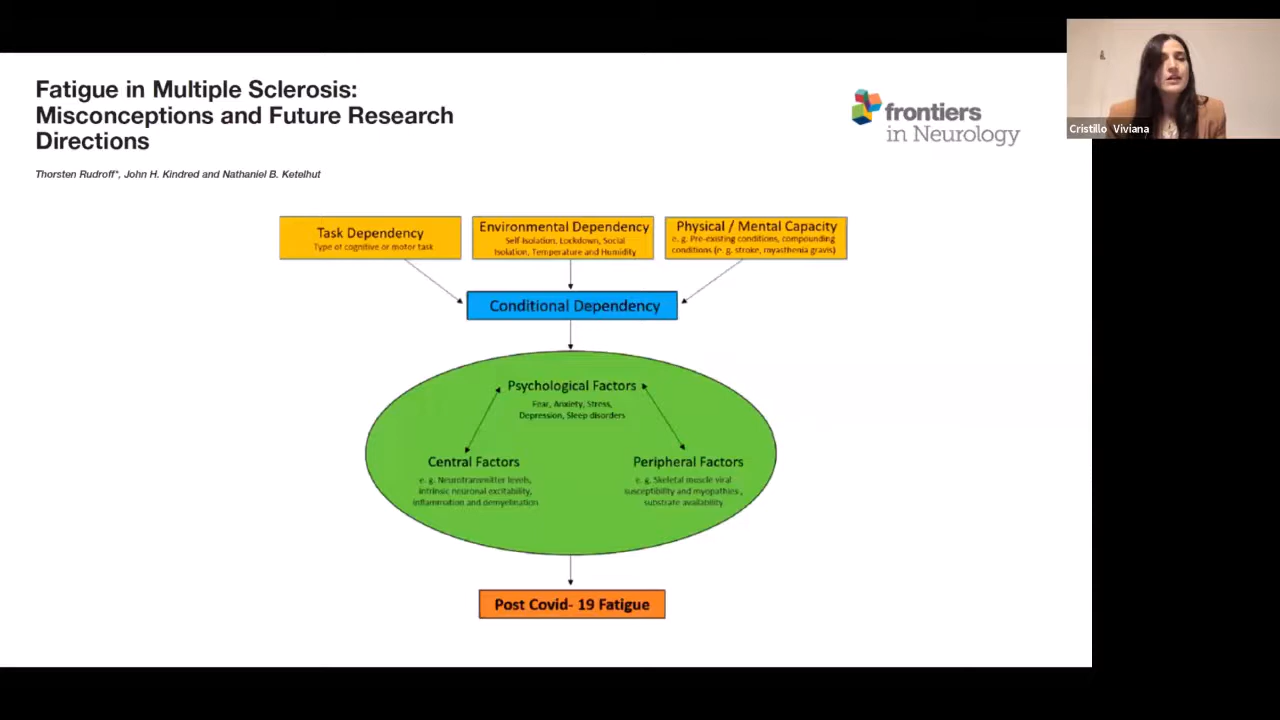 Fatigue in Multiple Sclerosis:
Misconceptions and Future Research
Directions
Thorsten Rudroff*, John H. Kindred and Nathaniel B. Ketelhut
frontiers
in Neurology
Cristillo Viviana
Task Dependency
Type of cognitive or motor task
Environmental Dependency
Self-Isolation, Lockdown, Social
Isolation, Temperature and Humidity
Physical / Mental Capacity
e. g. Pre-existing conditions, compounding
conditions (e. g. stroke, myasthenia gravis)
Conditional Dependency
Psychological Factors
Fear, Anxiety, Stress,
Depression, Sleep disorders
Central Factors
e. g. Neurotransmitter levels,
intrinsic neuronal excitability,
inflammation and demyelination
Peripheral Factors
e. g. Skeletal muscle viral
susceptibility and myopathies,
substrate availability
Post Covid- 19 Fatigue